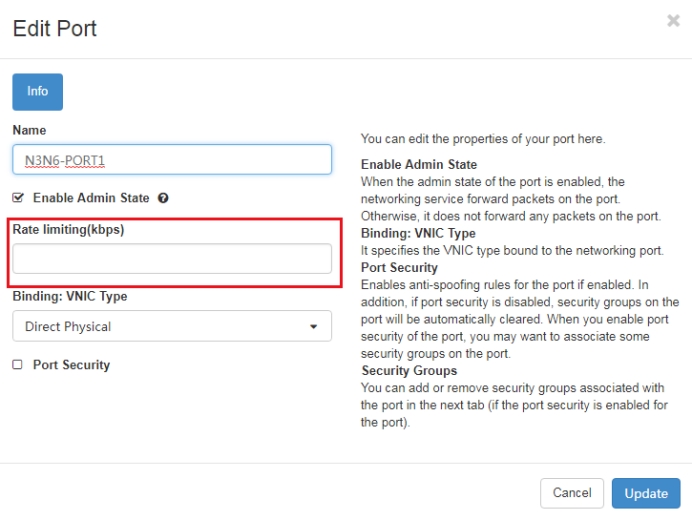 Edit Port
×
Info
Name
N3N6-PORT1
Enable Admin State
Rate limiting(kbps)
Binding: VNIC Type
Direct Physical
Port Security
You can edit the properties of your port here.
Enable Admin State
When the admin state of the port is enabled, the
networking service forward packets on the port.
Otherwise, it does not forward any packets on the port.
Binding: VNIC Type
It specifies the VNIC type bound to the networking port.
Port Security
Enables anti-spoofing rules for the port if enabled. In
addition, if port security is disabled, security groups on the
port will be automatically cleared. When you enable port
security of the port, you may want to associate some
security groups on the port.
Security Groups
You can add or remove security groups associated with
the port in the next tab (if the port security is enabled for
the port).
Cancel
Update